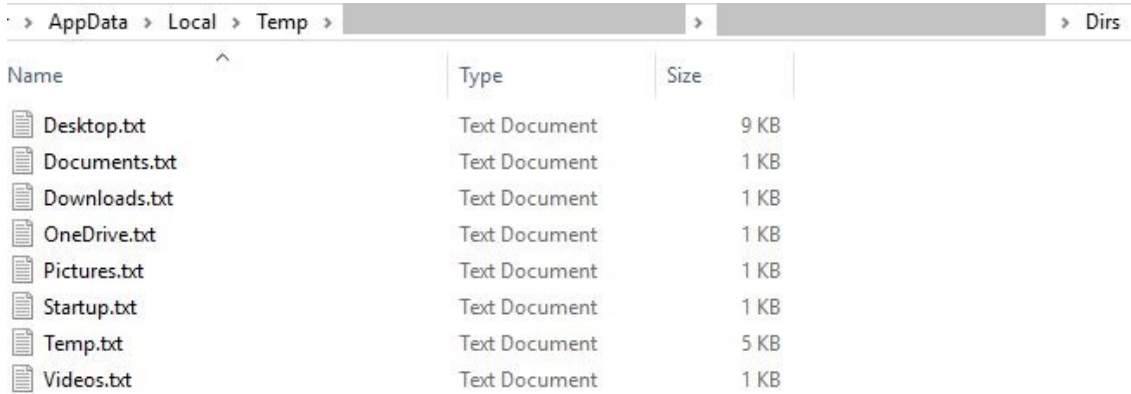 > AppData > Local > Temp > > > Dirs
Name Type Size
Desktop.txt Text Document 9 KB
Documents.txt Text Document 1 KB
Downloads.txt Text Document 1 KB
OneDrive.txt Text Document 1 KB
Pictures.txt Text Document 1 KB
Startup.txt Text Document 1 KB
Temp.txt Text Document 5 KB
Videos.txt Text Document 1 KB